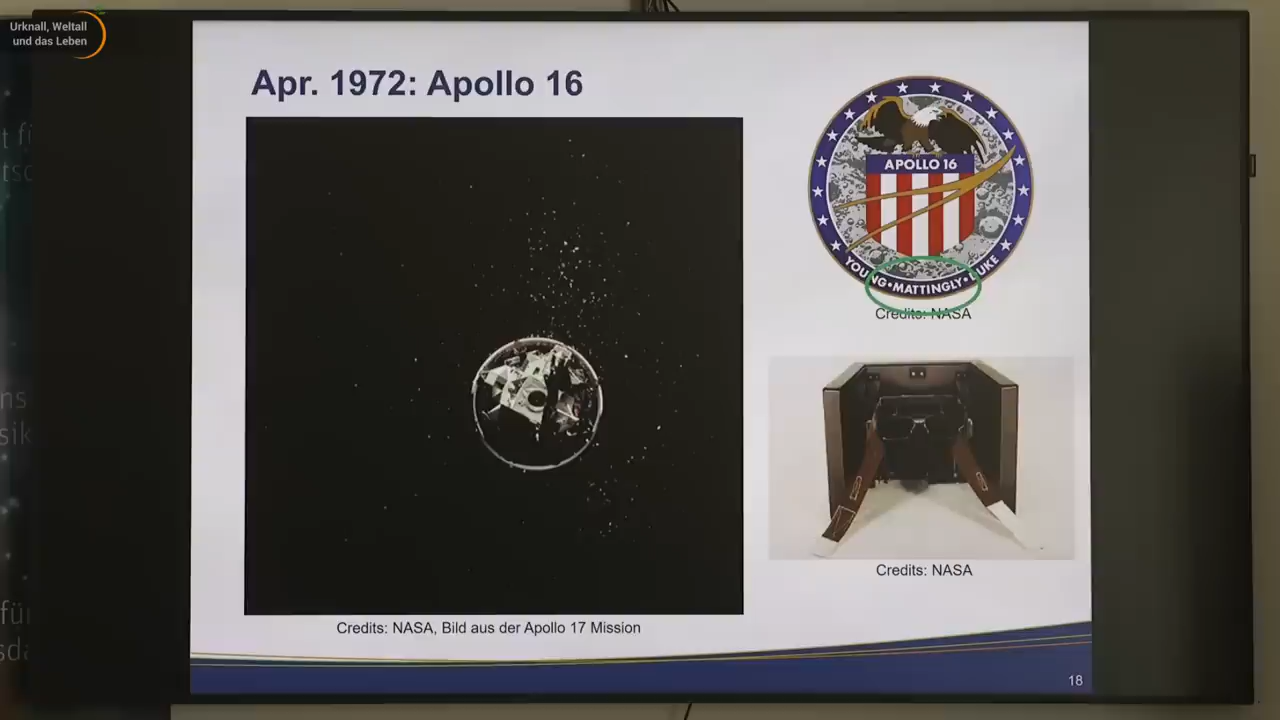 Urknall, Weltall
und das Leben
Apr. 1972: Apollo 16
APOLLO 16
YOUNG•MATTINGLY•DUKE
Credits: NASA
Credits: NASA
Credits: NASA, Bild aus der Apollo 17 Mission
18